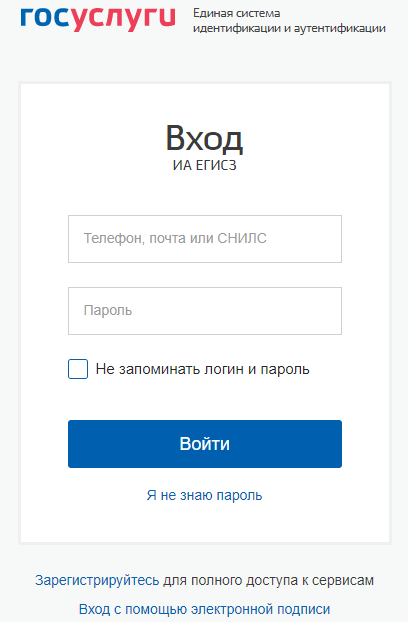 госуслуги
Единая система
идентификации и аутентификации
Вход
ИА ЕГИСЗ
Телефон, почта или СНИЛС
Пароль
Не запоминать логин и пароль
Войти
Я не знаю пароль
Зарегистрируйтесь для полного доступа к сервисам
Вход с помощью электронной подписи